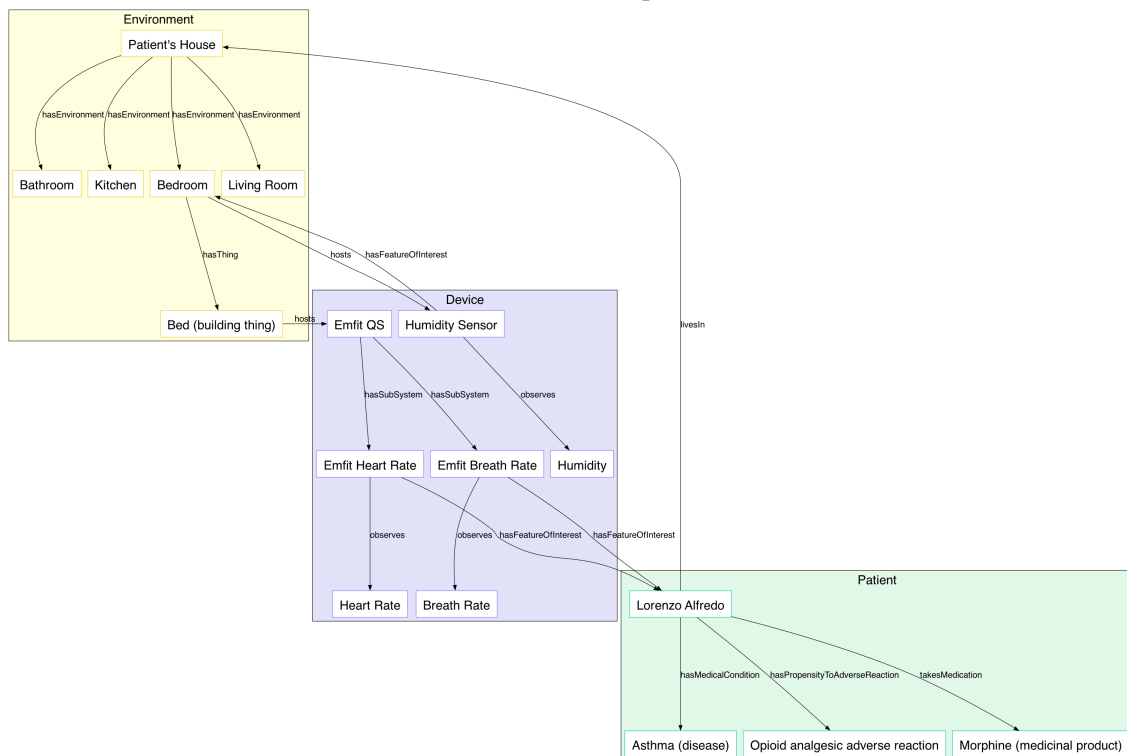 Environment
Patient's House
hasEnvironment hasEnvironment hasEnvironment hasEnvironment
Bathroom Kitchen Bedroom Living Room
hasThing hosts hasFeatureOfInterest
Device
Bed (building thing) hosts Emfit QS Humidity Sensor livesIn
hasSubSystem hasSubSystem observes
Emfit Heart Rate Emfit Breath Rate Humidity
observes observes hasFeatureOfInterest hasFeatureOfInterest
Patient
Heart Rate Breath Rate Lorenzo Alfredo
hasMedicalCondition hasPropensityToAdverseReaction takesMedication
Asthma (disease) Opioid analgesic adverse reaction Morphine (medicinal product)